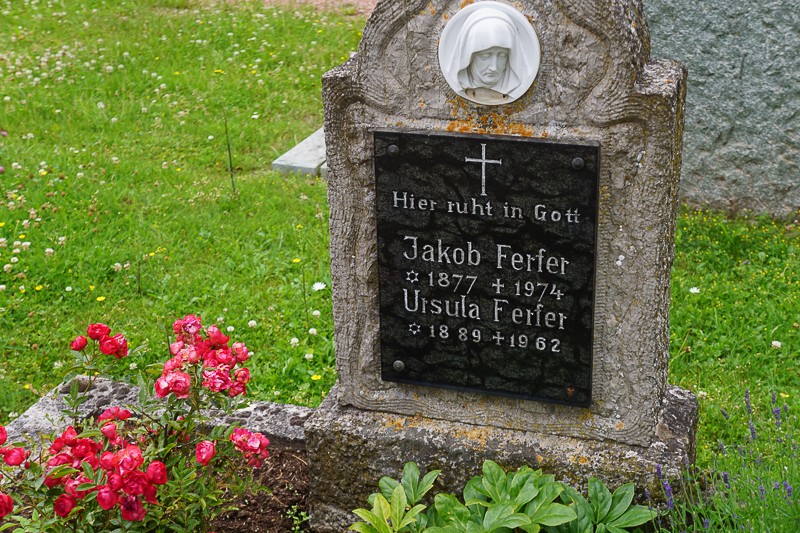 Hier ruht in Gott
Jakob Ferfer
✡ 1877 ✝ 1974
Ursula Ferfer
✡ 1889 ✝ 1962